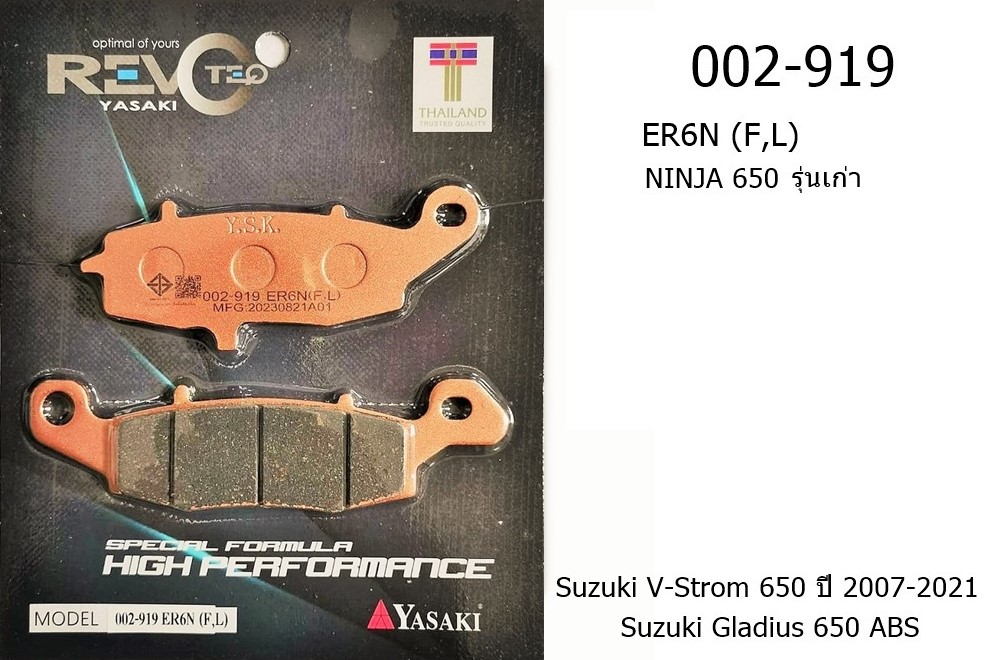 optimal of yours
REVO TEQ
YASAKI
THAILAND
TRUSTED QUALITY
Y.S.K.
002-919 ER6N(F,L)
MFG:20230821A01
SPECIAL FORMULA
HIGH PERFORMANCE
MODEL 002-919 ER6N (F,L)
YASAKI
002-919
ER6N (F,L)
NINJA 650 รุ่นเก่า
Suzuki V-Strom 650 ปี 2007-2021
Suzuki Gladius 650 ABS